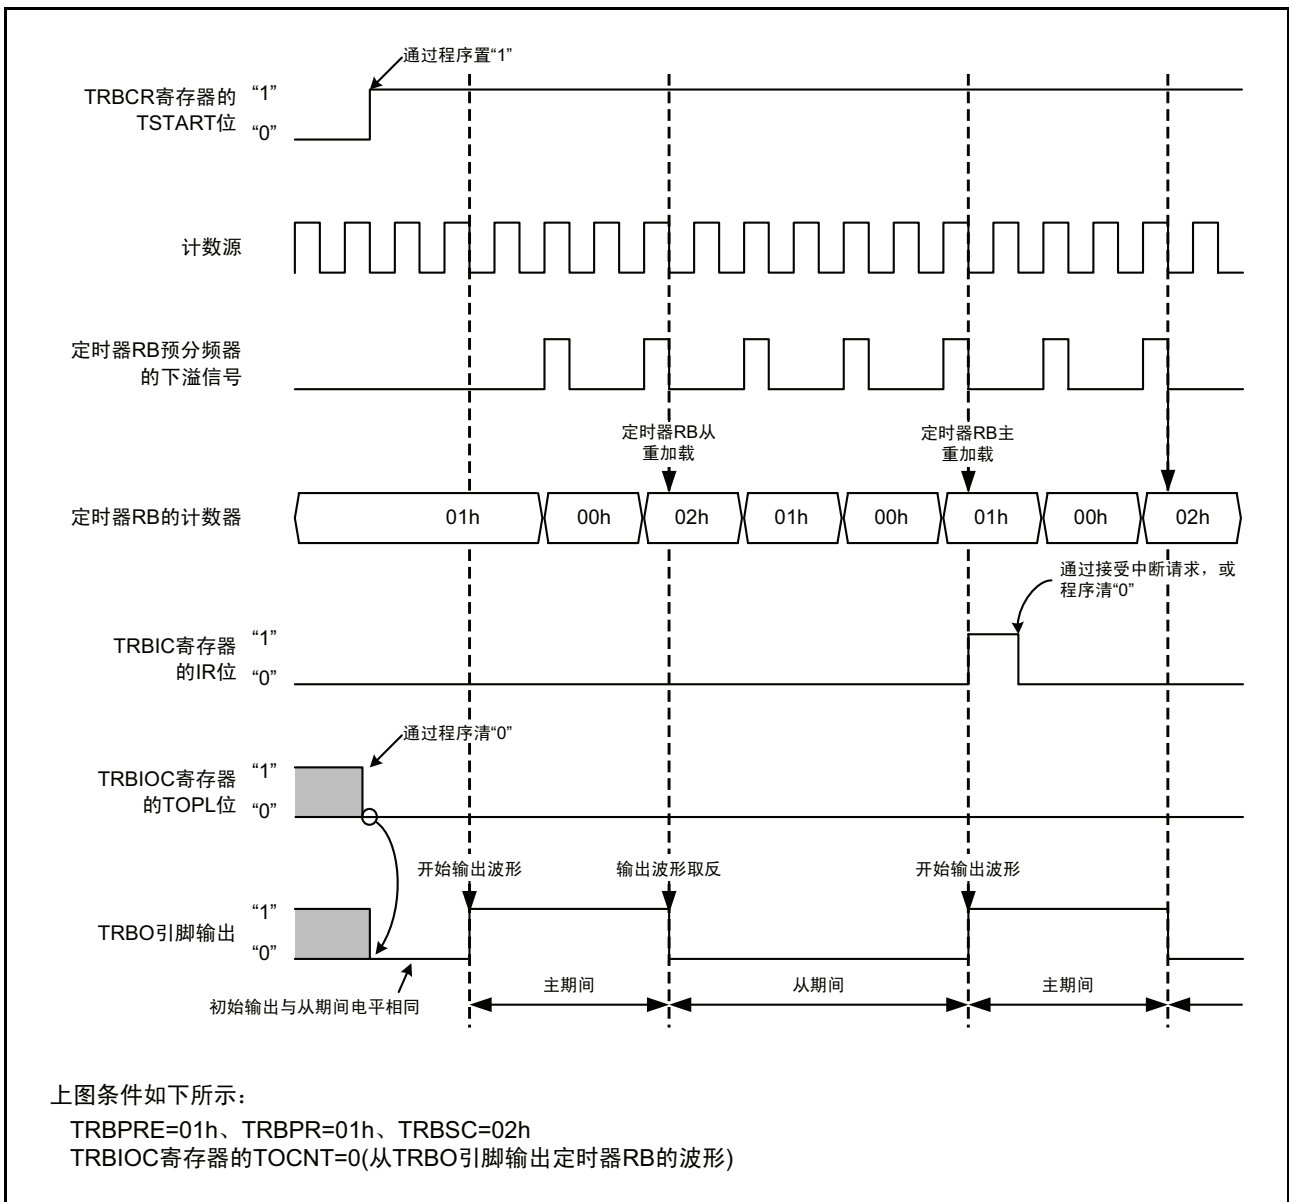 通过程序置“1”
TRBCR寄存器的
TSTART位
“1”
“0”
计数源
定时器RB预分频器
的下溢信号
定时器RB从
重加载
定时器RB主
重加载
定时器RB的计数器
01h
00h
02h
01h
00h
01h
00h
02h
通过接受中断请求，或
程序清“0”
TRBIC寄存器
的IR位
“1”
“0”
通过程序清“0”
TRBIOC寄存器
的TOPL位
“1”
“0”
开始输出波形
输出波形取反
开始输出波形
TRBO引脚输出
“1”
“0”
主期间
从期间
主期间
初始输出与从期间电平相同
上图条件如下所示：
TRBPRE=01h、TRBPR=01h、TRBSC=02h
TRBIOC寄存器的TOCNT=0(从TRBO引脚输出定时器RB的波形)